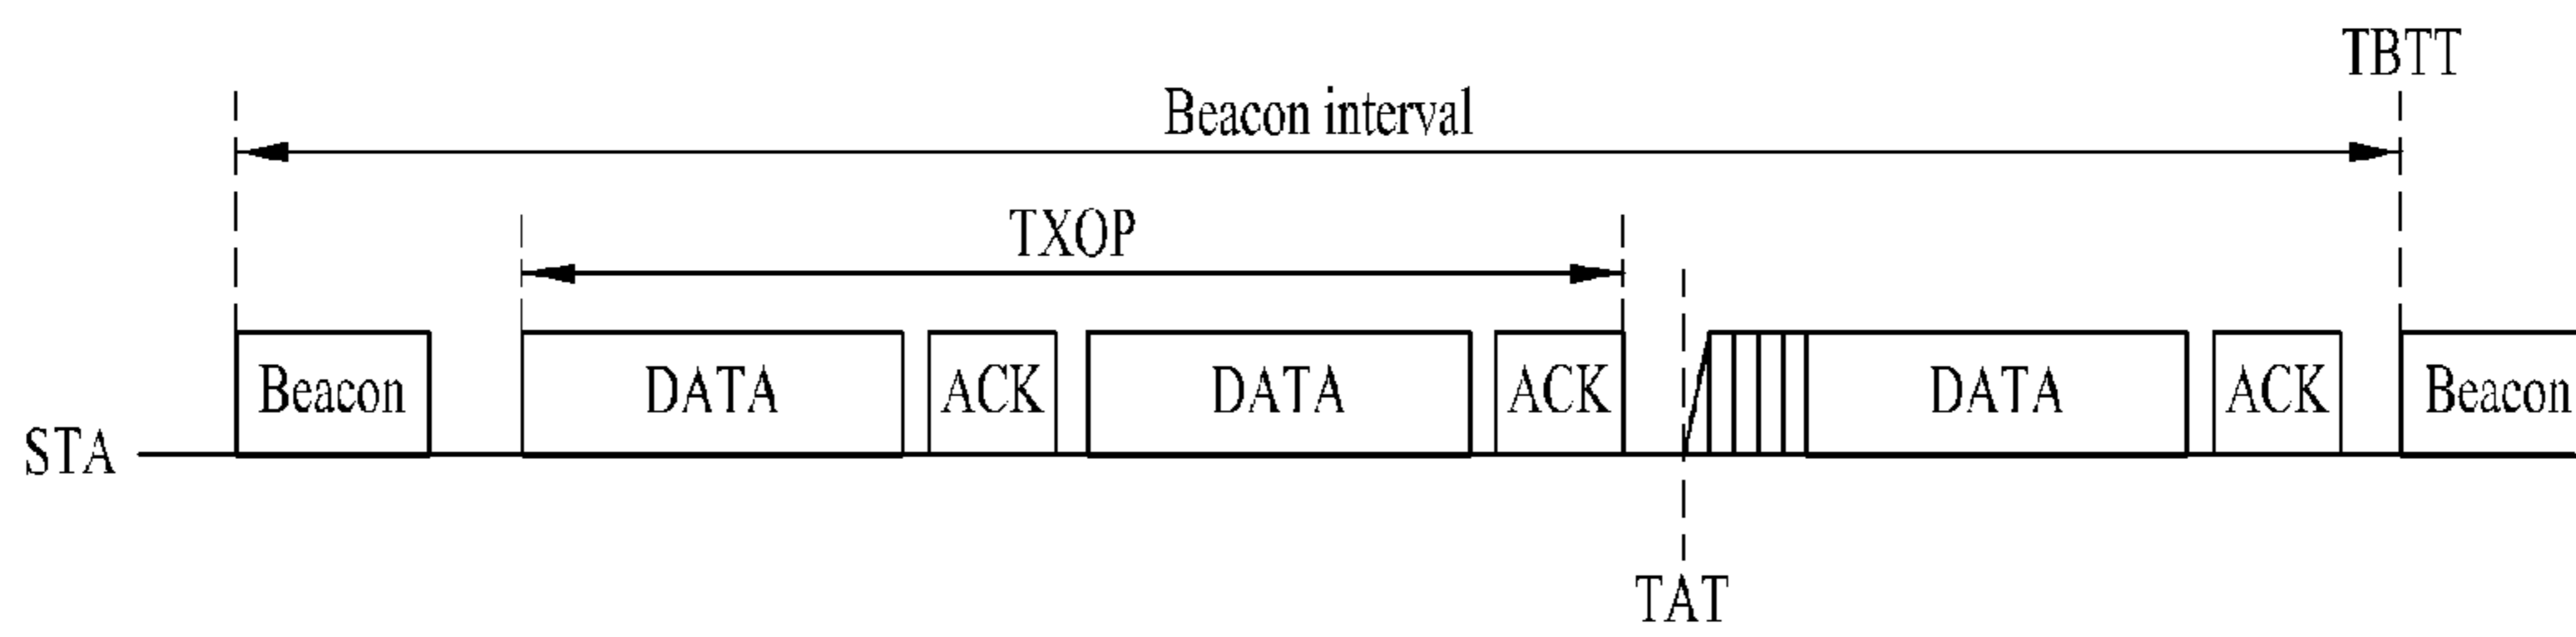 TBTT
Beacon interval
TXOP
Beacon DATA ACK DATA ACK DATA ACK Beacon
STA
TAT